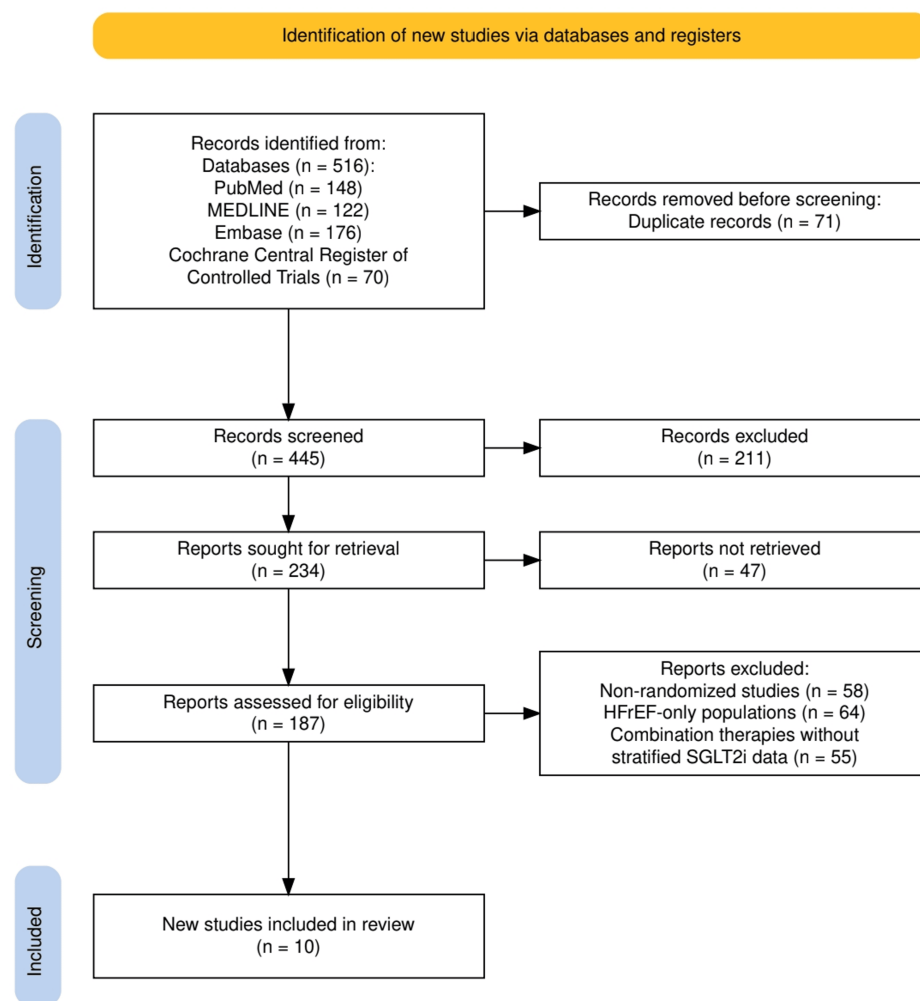 Identification of new studies via databases and registers
Identification
Records identified from:
Databases (n = 516):
PubMed (n = 148)
MEDLINE (n = 122)
Embase (n = 176)
Cochrane Central Register of
Controlled Trials (n = 70)
Records removed before screening:
Duplicate records (n = 71)
Screening
Records screened
(n = 445)
Records excluded
(n = 211)
Reports sought for retrieval
(n = 234)
Reports not retrieved
(n = 47)
Reports assessed for eligibility
(n = 187)
Reports excluded:
Non-randomized studies (n = 58)
HFrEF-only populations (n = 64)
Combination therapies without
stratified SGLT2i data (n = 55)
Included
New studies included in review
(n = 10)